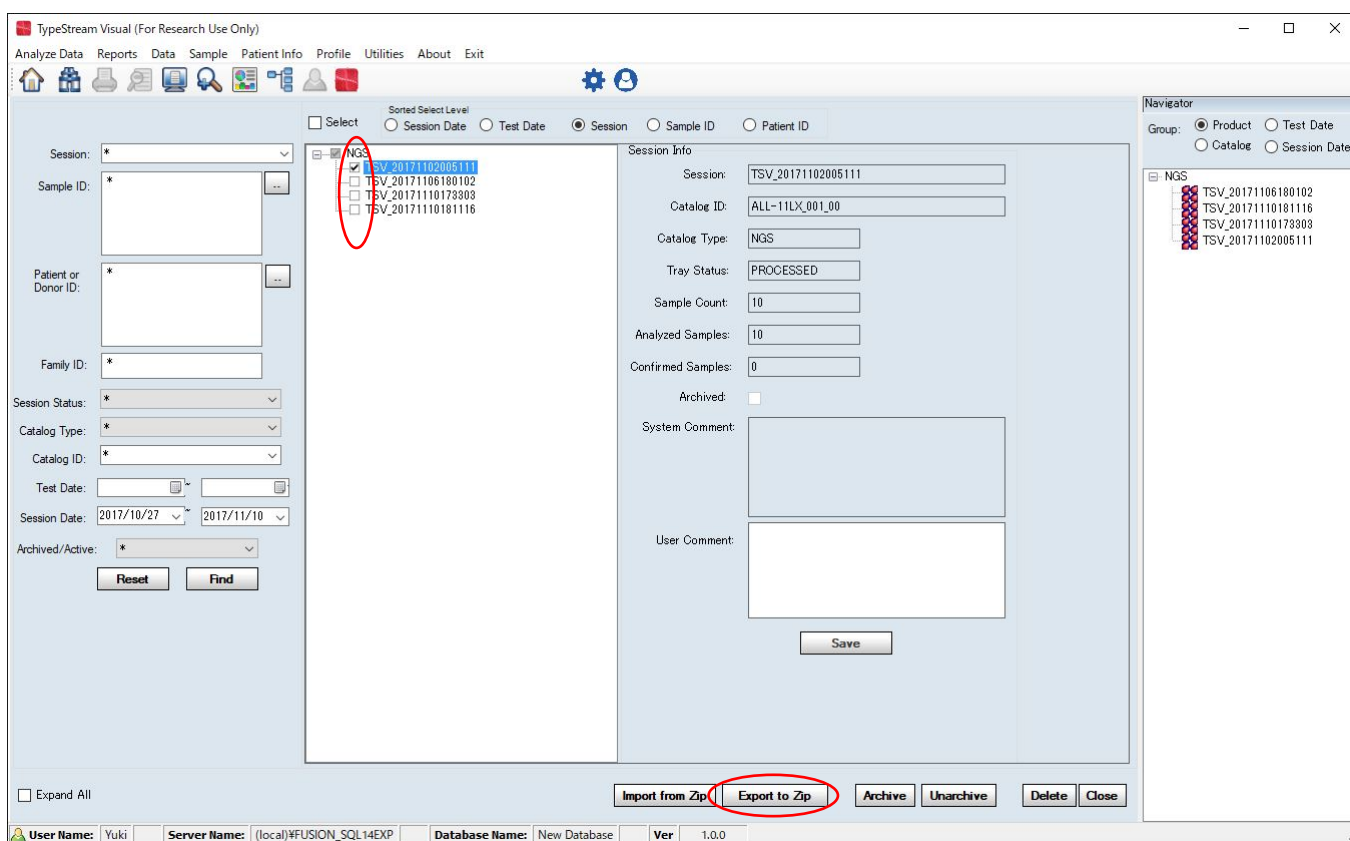 TypeStream Visual (For Research Use Only)
Analyze Data Reports Data Sample Patient Info Profile Utilities About Exit
Select
Sorted Select Level
Session Date Test Date Session Sample ID Patient ID
Session: *
Sample ID: *
..
Patient or
Donor ID:
*
..
Family ID: *
Session Status: *
Catalog Type: *
Catalog ID: *
Test Date: ~
Session Date: 2017/10/27 ~ 2017/11/10
Archived/Active: *
Reset Find
NGS
TSV_20171102005111
TSV_20171106180102
TSV_20171110173303
TSV_20171110181116
Session Info
Session: TSV_20171102005111
Catalog ID: ALL-11LX_001_00
Catalog Type: NGS
Tray Status: PROCESSED
Sample Count: 10
Analyzed Samples: 10
Confirmed Samples: 0
Archived:
System Comment:
User Comment:
Save
Navigator
Group: Product Test Date
Catalog Session Date
NGS
TSV_20171106180102
TSV_20171110181116
TSV_20171110173303
TSV_20171102005111
Expand All
Import from Zip Export to Zip Archive Unarchive Delete Close
User Name: Yuki Server Name: (local)¥FUSION_SQL14EXP Database Name: New Database Ver 1.0.0